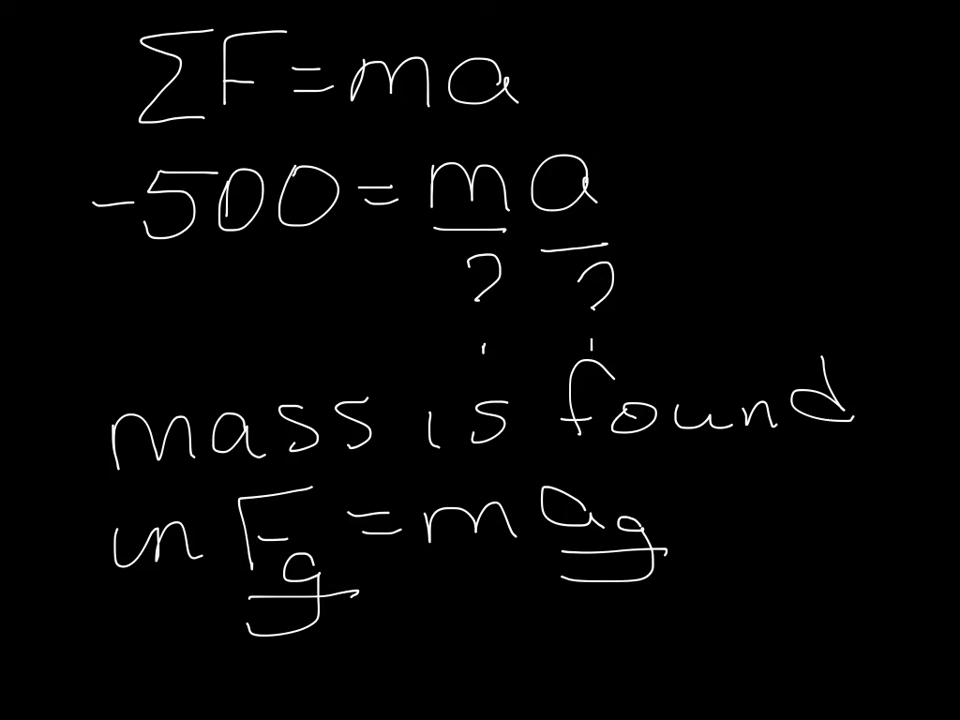 ΣF = ma
-500 = ma
? ?
mass is found
in Fg = mag